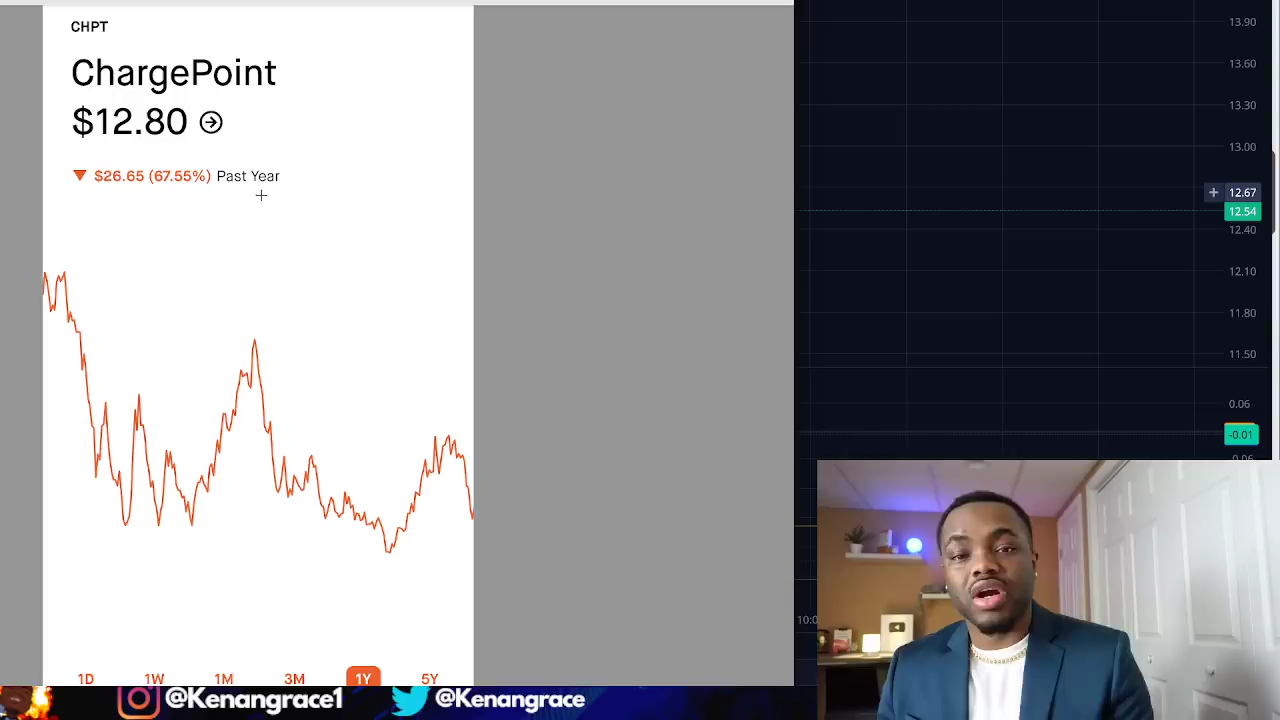 CHPT
ChargePoint
$12.80
$26.65 (67.55%) Past Year
1D 1W 1M 3M 1Y 5Y
13.90
13.60
13.30
13.00
+ 12.67
12.54
12.40
12.10
11.80
11.50
0.06
-0.01
10:0
@Kenangrace1 @Kenangrace